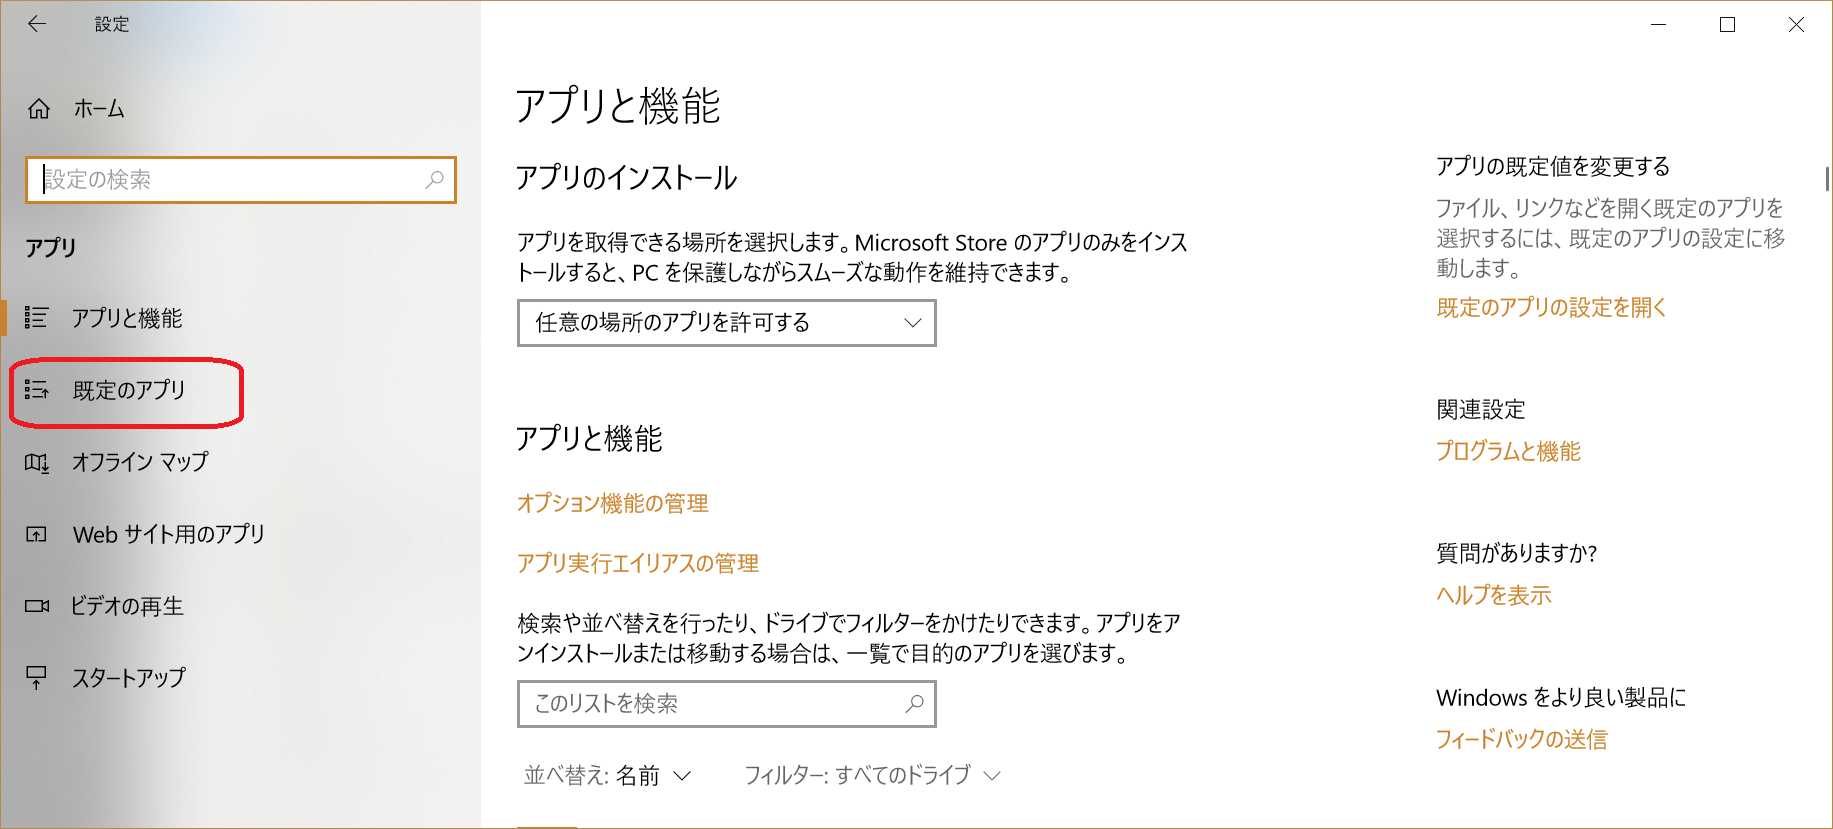 設定
ホーム
設定の検索
アプリ
アプリと機能
既定のアプリ
オフライン マップ
Web サイト用のアプリ
ビデオの再生
スタートアップ
アプリと機能
アプリのインストール
アプリを取得できる場所を選択します。Microsoft Store のアプリのみをインス
トールすると、PC を保護しながらスムーズな動作を維持できます。
任意の場所のアプリを許可する
アプリと機能
オプション機能の管理
アプリ実行エイリアスの管理
検索や並べ替えを行ったり、ドライブでフィルターをかけたりできます。アプリをア
ンインストールまたは移動する場合は、一覧で目的のアプリを選びます。
このリストを検索
並べ替え: 名前
フィルター: すべてのドライブ
アプリの既定値を変更する
ファイル、リンクなどを開く既定のアプリを
選択するには、既定のアプリの設定に移
動します。
既定のアプリの設定を開く
関連設定
プログラムと機能
質問がありますか?
ヘルプを表示
Windows をより良い製品に
フィードバックの送信